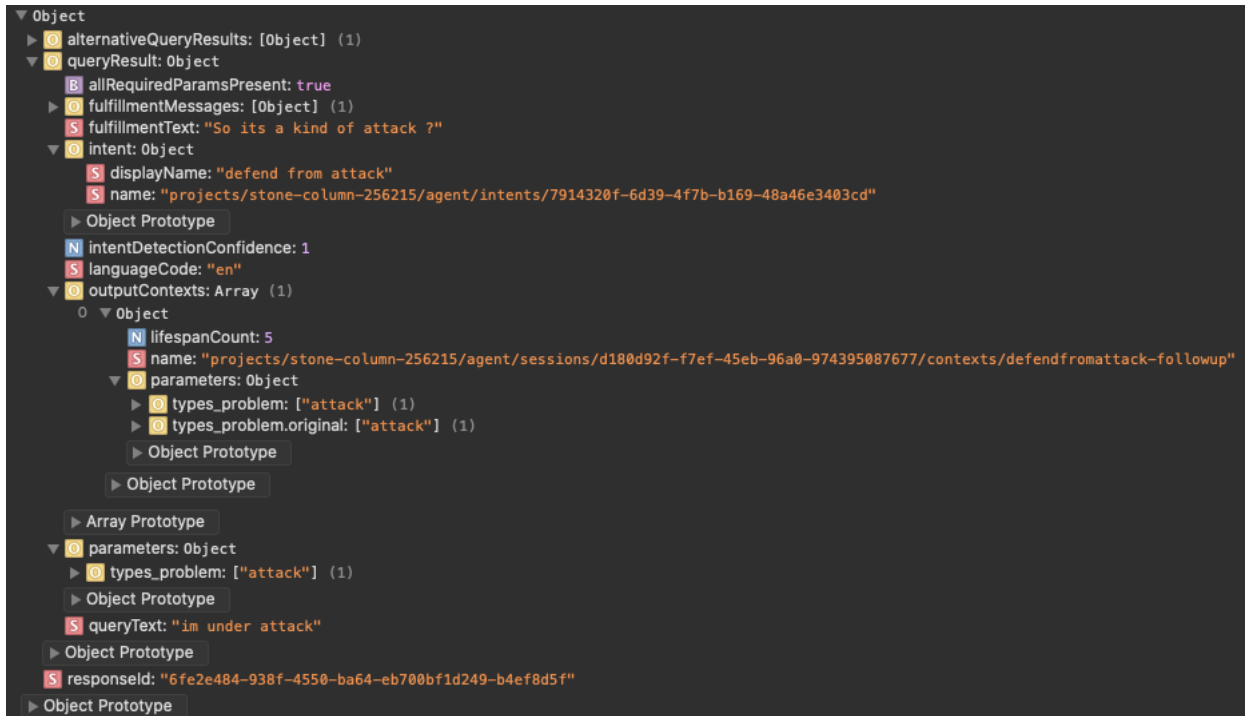 Object
O alternativeQueryResults: [Object] (1)
O queryResult: Object
B allRequiredParamsPresent: true
O fulfillmentMessages: [Object] (1)
S fulfillmentText: "So its a kind of attack ?"
O intent: Object
S displayName: "defend from attack"
S name: "projects/stone-column-256215/agent/intents/7914320f-6d39-4f7b-b169-48a46e3403cd"
Object Prototype
N intentDetectionConfidence: 1
S languageCode: "en"
O outputContexts: Array (1)
0 Object
N lifespanCount: 5
S name: "projects/stone-column-256215/agent/sessions/d180d92f-f7ef-45eb-96a0-974395087677/contexts/defendfromattack-followup"
O parameters: Object
O types_problem: ["attack"] (1)
O types_problem.original: ["attack"] (1)
Object Prototype
Object Prototype
Array Prototype
O parameters: Object
O types_problem: ["attack"] (1)
Object Prototype
S queryText: "im under attack"
Object Prototype
S responseId: "6fe2e484-938f-4550-ba64-eb700bf1d249-b4ef8d5f"
Object Prototype